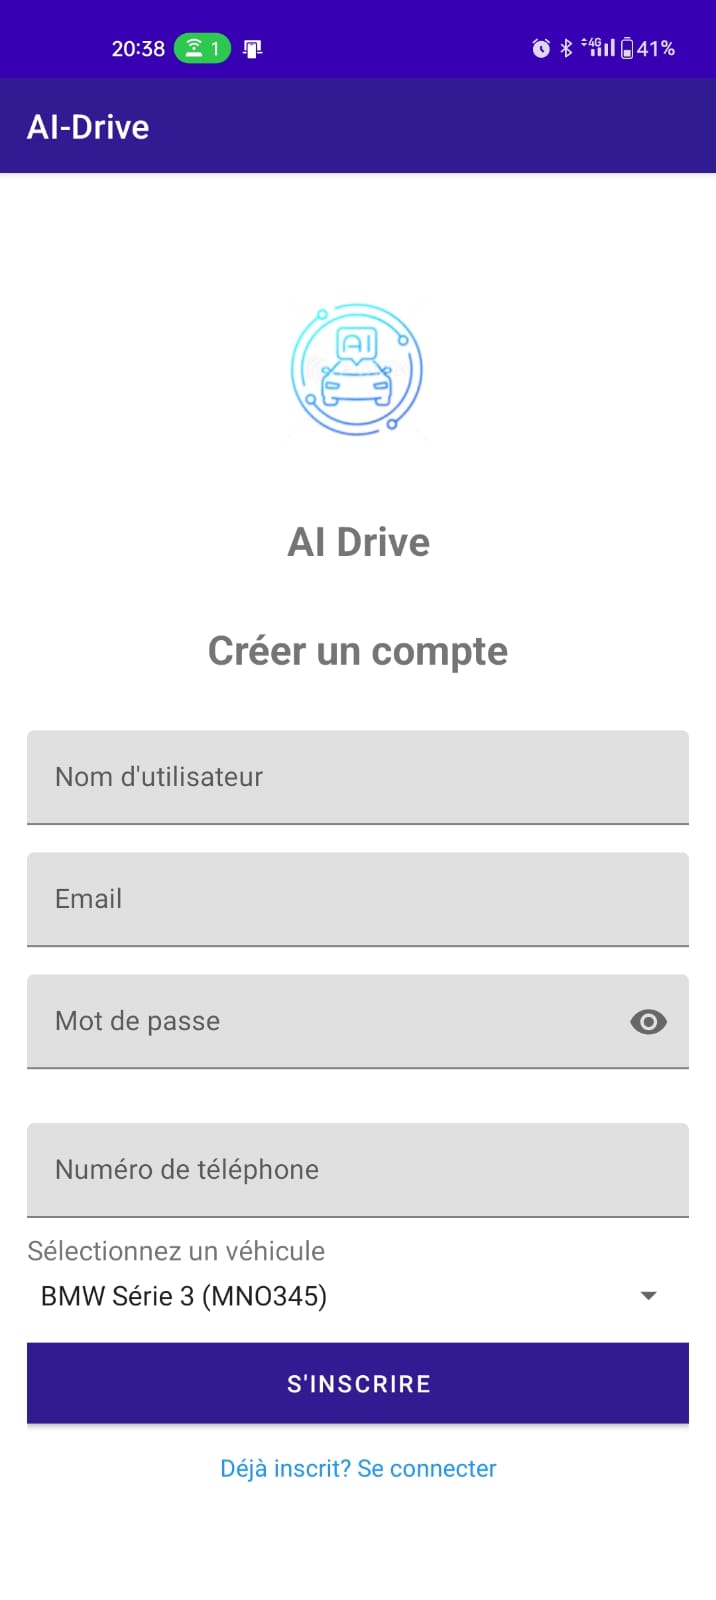 20:38 1 4G 41%
AI-Drive
AI
AI Drive
Créer un compte
Nom d'utilisateur
Email
Mot de passe
Numéro de téléphone
Sélectionnez un véhicule
BMW Série 3 (MNO345)
S'INSCRIRE
Déjà inscrit? Se connecter